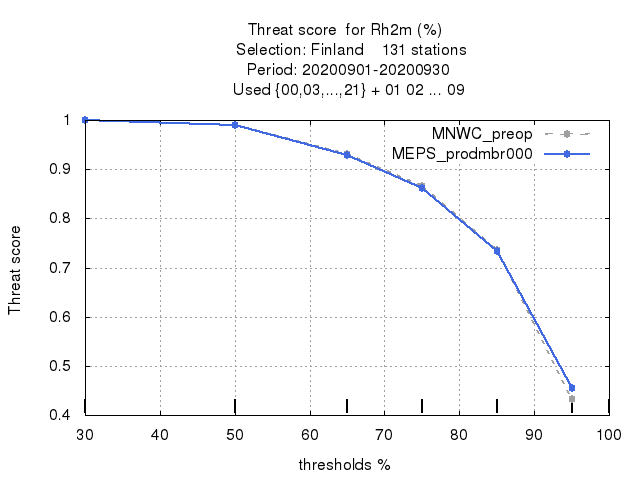 Threat score  for Rh2m (%)
Selection: Finland    131 stations
Period: 20200901-20200930
Used {00,03,...,21} + 01 02 ... 09
MNWC_preop
MEPS_prodmbr000
1
0.9
0.8
0.7
0.6
0.5
0.4
Threat score
30 40 50 60 70 80 90 100
thresholds %